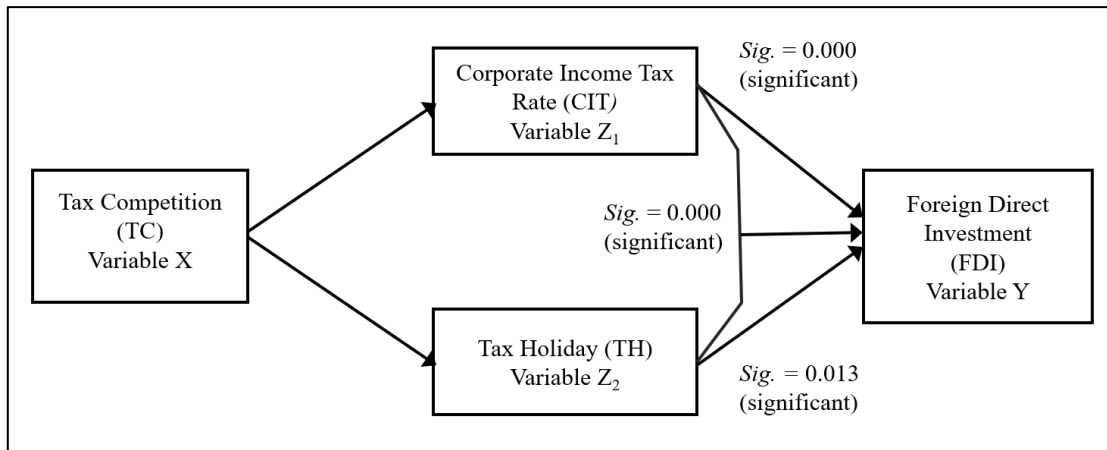 Sig. = 0.000
(significant)
Corporate Income Tax
Rate (CIT)
Variable Z₁
Tax Competition
(TC)
Variable X
Sig. = 0.000
(significant)
Foreign Direct
Investment
(FDI)
Variable Y
Tax Holiday (TH)
Variable Z₂
Sig. = 0.013
(significant)